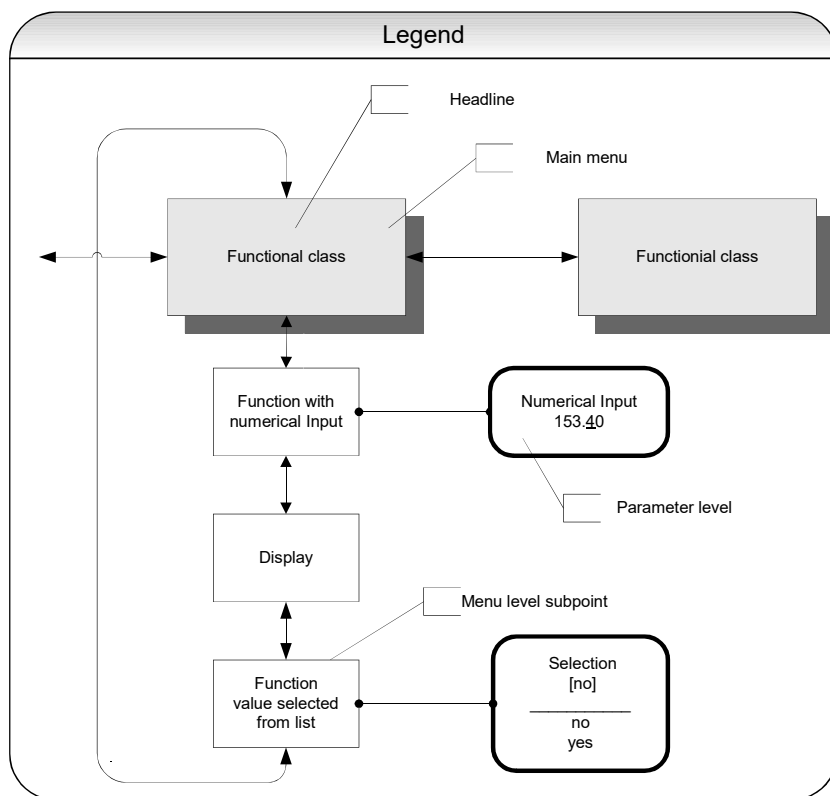 Legend
Headline
Main menu
Functional class
Functionial class
Function with
numerical Input
Numerical Input
153.40
Parameter level
Display
Menu level subpoint
Function
value selected
from list
Selection
[no]
___________
no
yes